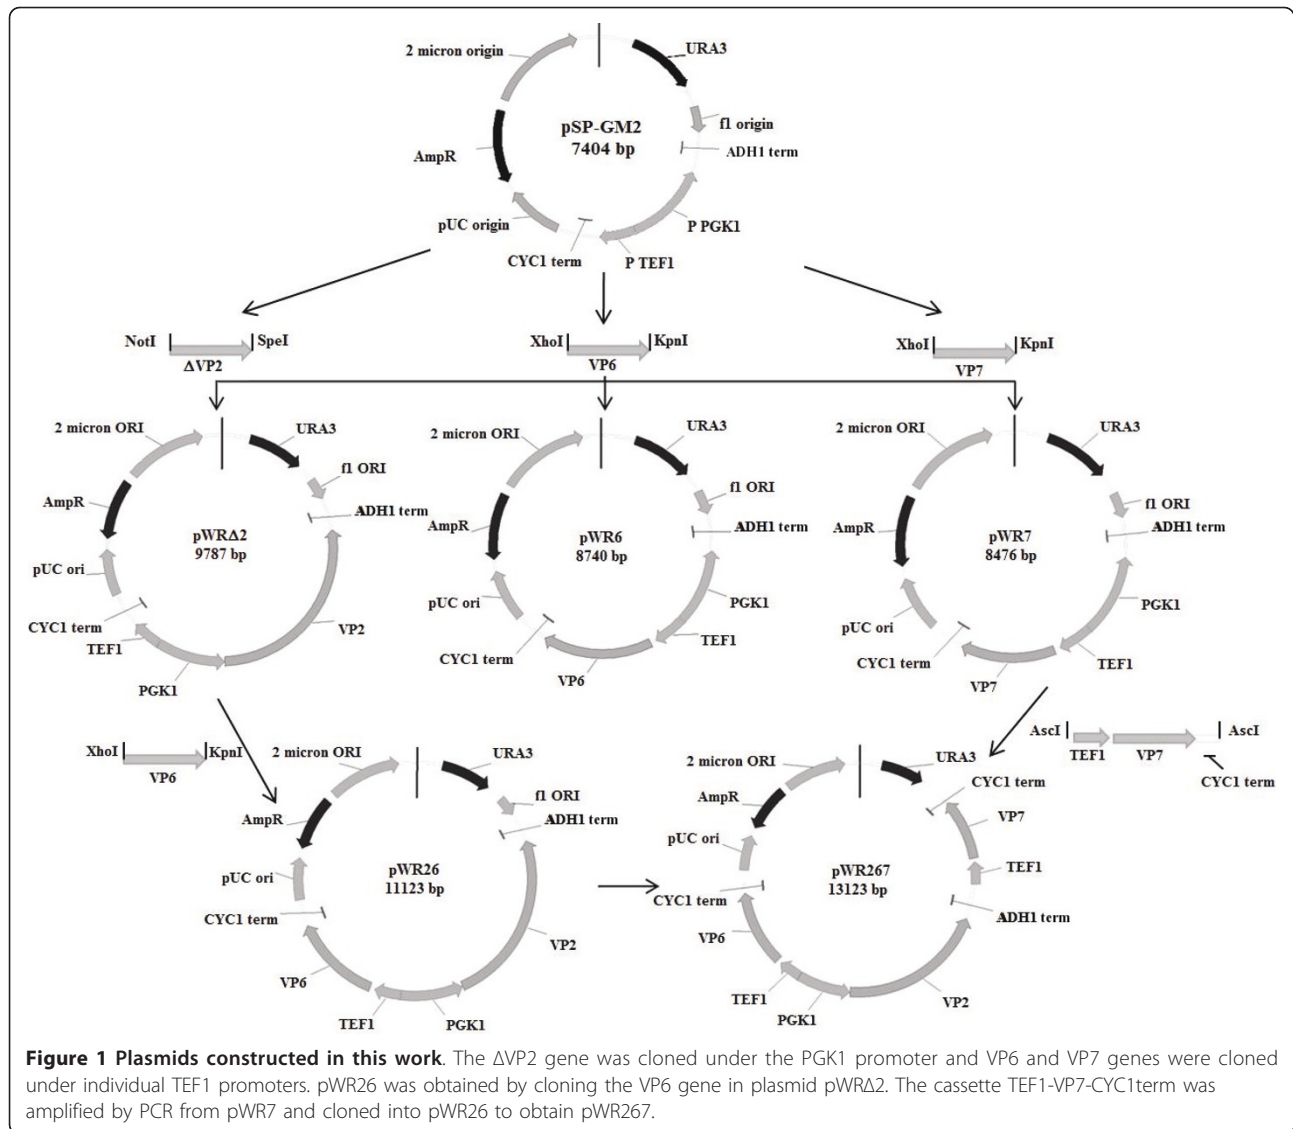 2 micron origin
URA3
f1 origin
pSP-GM2
7404 bp
ADH1 term
AmpR
pUC origin
P PGK1
CYC1 term
P TEF1
NotI
SpeI
ΔVP2
XhoI
KpnI
VP6
XhoI
KpnI
VP7
2 micron ORI
URA3
f1 ORI
AmpR
ADH1 term
pWRΔ2
9787 bp
pUC ori
CYC1 term
VP2
TEF1
PGK1
2 micron ORI
URA3
f1 ORI
AmpR
ADH1 term
pWR6
8740 bp
pUC ori
PGK1
TEF1
CYC1 term
VP6
2 micron ORI
URA3
f1 ORI
AmpR
ADH1 term
pWR7
8476 bp
pUC ori
PGK1
CYC1 term
TEF1
VP7
XhoI
KpnI
VP6
AscI
AscI
TEF1
VP7
CYC1 term
2 micron ORI
URA3
f1 ORI
AmpR
ADH1 term
pWR26
11123 bp
pUC ori
CYC1 term
VP2
VP6
TEF1
PGK1
2 micron ORI
URA3
CYC1 term
AmpR
VP7
pUC ori
pWR267
13123 bp
TEF1
CYC1 term
ADH1 term
VP6
TEF1
VP2
PGK1
Figure 1 Plasmids constructed in this work. The ΔVP2 gene was cloned under the PGK1 promoter and VP6 and VP7 genes were cloned
under individual TEF1 promoters. pWR26 was obtained by cloning the VP6 gene in plasmid pWRΔ2. The cassette TEF1-VP7-CYC1term was
amplified by PCR from pWR7 and cloned into pWR26 to obtain pWR267.